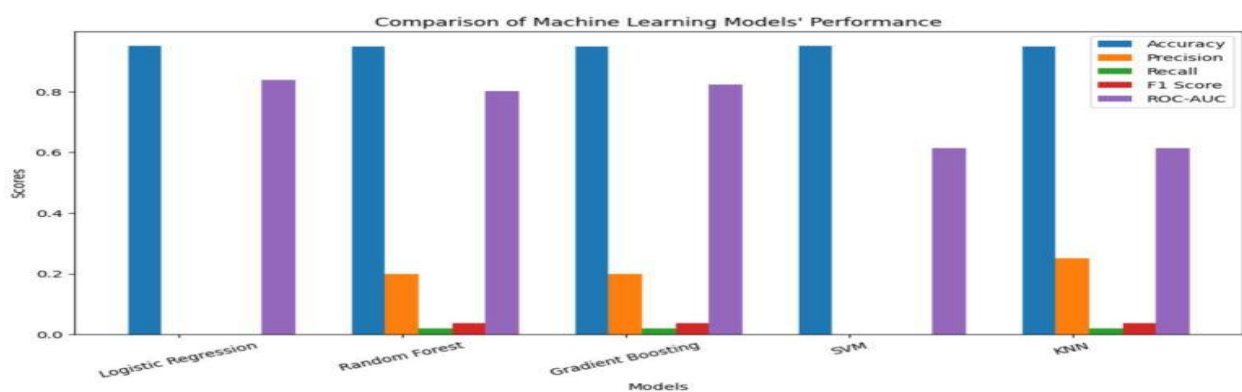 Comparison of Machine Learning Models' Performance
Accuracy
Precision
Recall
F1 Score
ROC-AUC
Scores
0.8
0.6
0.4
0.2
0.0
Logistic Regression
Random Forest
Gradient Boosting
SVM
KNN
Models